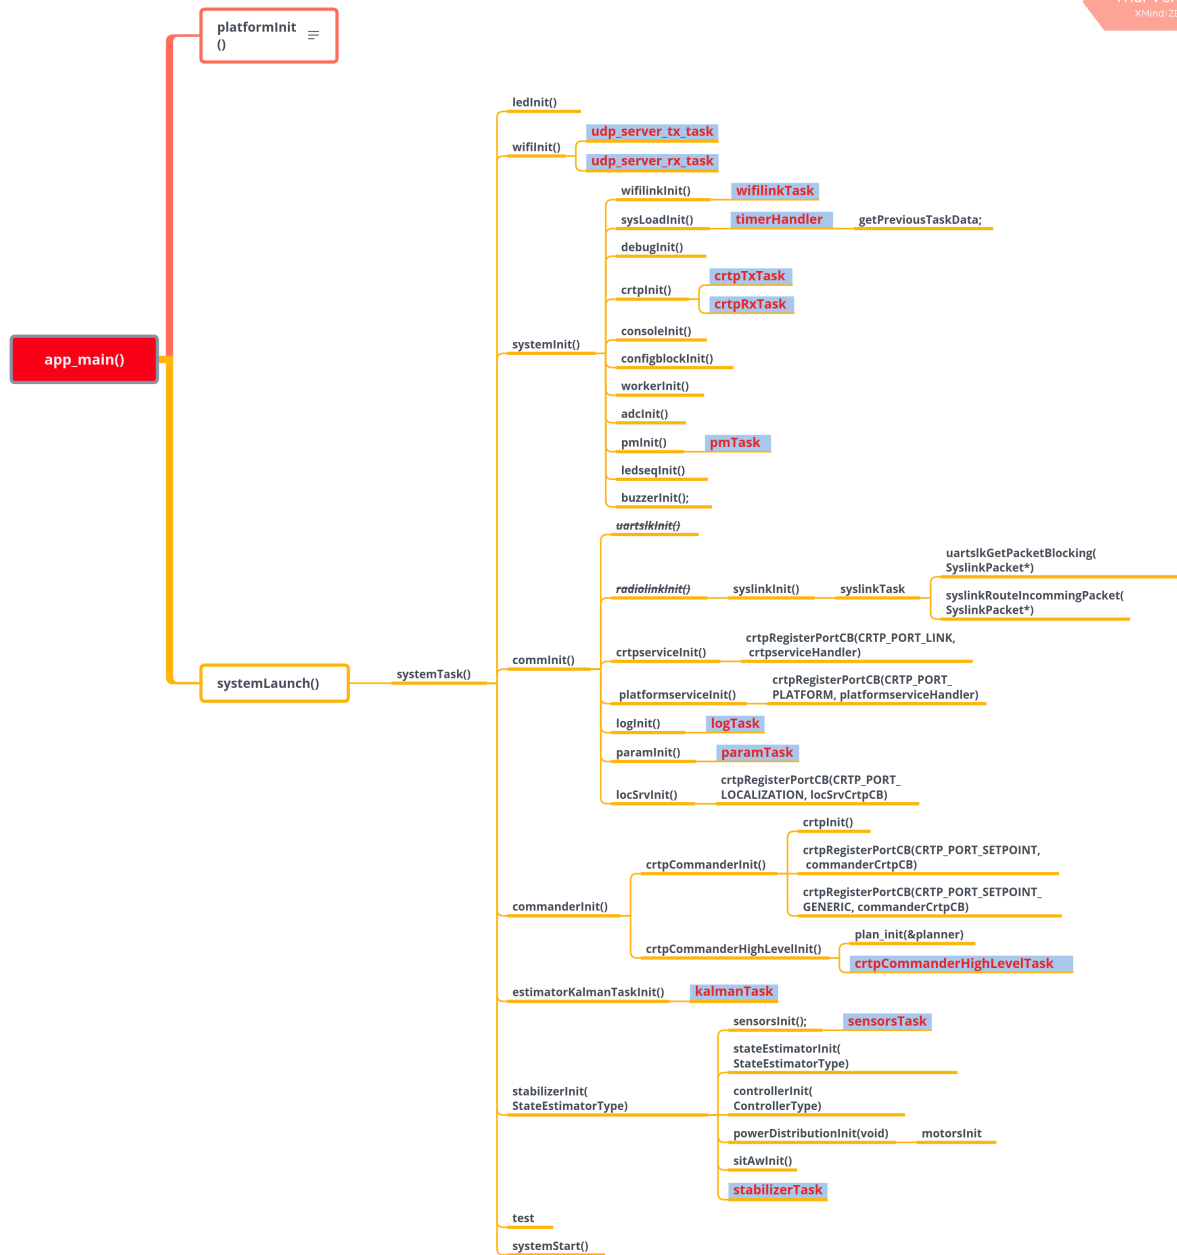 XMind:ZE
platformInit
()
ledInit()
udp_server_tx_task
wifiInit()
udp_server_rx_task
wifilinkInit()
wifilinkTask
sysLoadInit()
timerHandler
getPreviousTaskData;
debugInit()
crtpTxTask
crtpInit()
crtpRxTask
consoleInit()
systemInit()
configblockInit()
app_main()
workerInit()
adcInit()
pmInit()
pmTask
ledseqInit()
buzzerInit();
uartslkInit()
uartslkGetPacketBlocking(
SyslinkPacket*)
radiolinkInit()
syslinkInit()
syslinkTask
syslinkRouteIncommingPacket(
SyslinkPacket*)
crtpRegisterPortCB(CRTP_PORT_LINK,
crtpserviceHandler)
crtpserviceInit()
commInit()
systemTask()
systemLaunch()
crtpRegisterPortCB(CRTP_PORT_
PLATFORM, platformserviceHandler)
platformserviceInit()
logInit()
logTask
paramInit()
paramTask
crtpRegisterPortCB(CRTP_PORT_
LOCALIZATION, locSrvCrtpCB)
locSrvInit()
crtpInit()
crtpRegisterPortCB(CRTP_PORT_SETPOINT,
commanderCrtpCB)
crtpCommanderInit()
crtpRegisterPortCB(CRTP_PORT_SETPOINT_
GENERIC, commanderCrtpCB)
commanderInit()
plan_init(&planner)
crtpCommanderHighLevelInit()
crtpCommanderHighLevelTask
estimatorKalmanTaskInit()
kalmanTask
sensorsInit();
sensorsTask
stateEstimatorInit(
StateEstimatorType)
stabilizerInit(
StateEstimatorType)
controllerInit(
ControllerType)
powerDistributionInit(void)
motorsInit
sitAwInit()
stabilizerTask
test
systemStart()